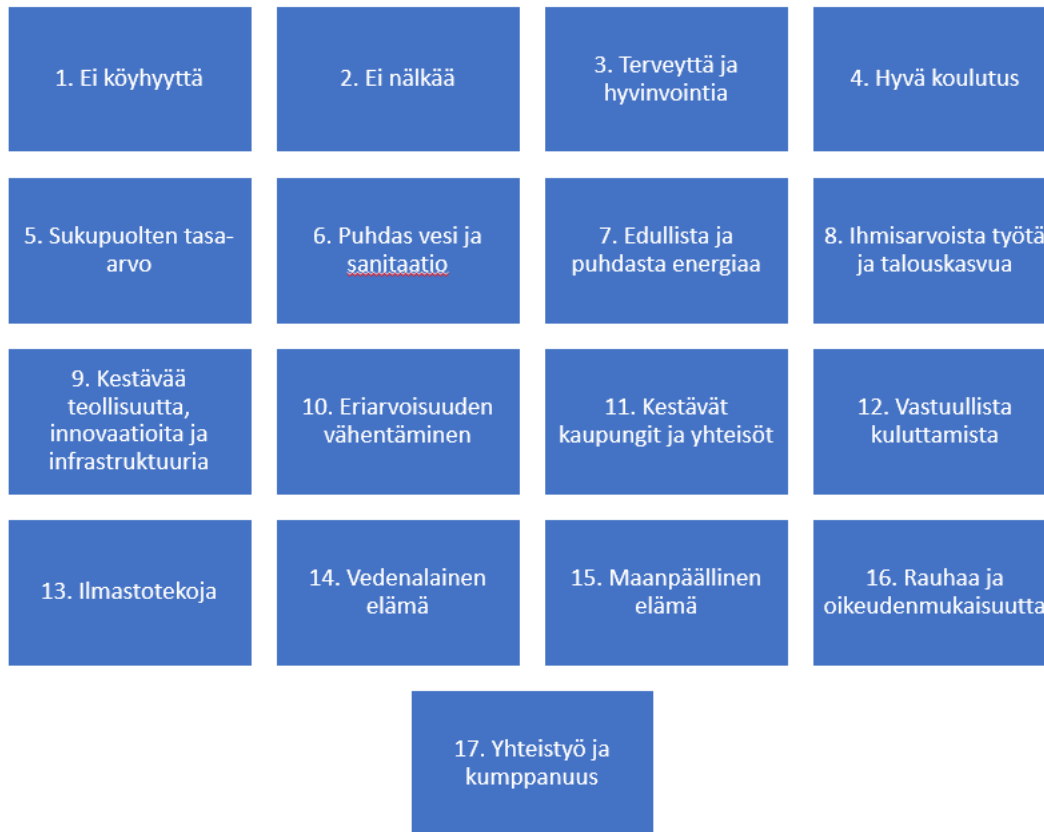 1. Ei köyhyyttä
2. Ei nälkää
3. Terveyttä ja
hyvinvointia
4. Hyvä koulutus
5. Sukupuolten tasa-
arvo
6. Puhdas vesi ja
sanitaatio
7. Edullista ja
puhdasta energiaa
8. Ihmisarvoista työtä
ja talouskasvua
9. Kestävää
teollisuutta,
innovaatioita ja
infrastruktuuria
10. Eriarvoisuuden
vähentäminen
11. Kestävät
kaupungit ja yhteisöt
12. Vastuullista
kuluttamista
13. Ilmastotekoja
14. Vedenalainen
elämä
15. Maanpäällinen
elämä
16. Rauhaa ja
oikeudenmukaisuutta
17. Yhteistyö ja
kumppanuus